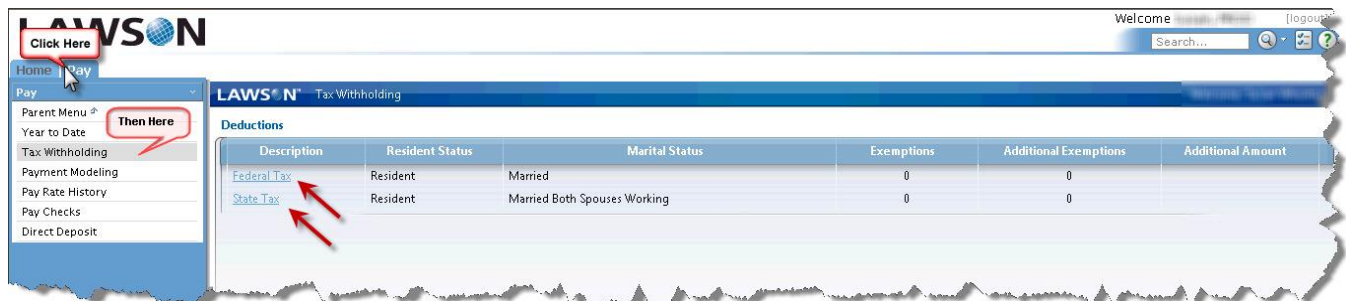 LAWSON
Click Here
Welcome
[logout
Search...
?
Home | Pay
Pay
Parent Menu
Then Here
Year to Date
Tax Withholding
Payment Modeling
Pay Rate History
Pay Checks
Direct Deposit
LAWSON Tax Withholding
Deductions
Description Resident Status Marital Status Exemptions Additional Exemptions Additional Amount
Federal Tax Resident Married 0 0
State Tax Resident Married Both Spouses Working 0 0